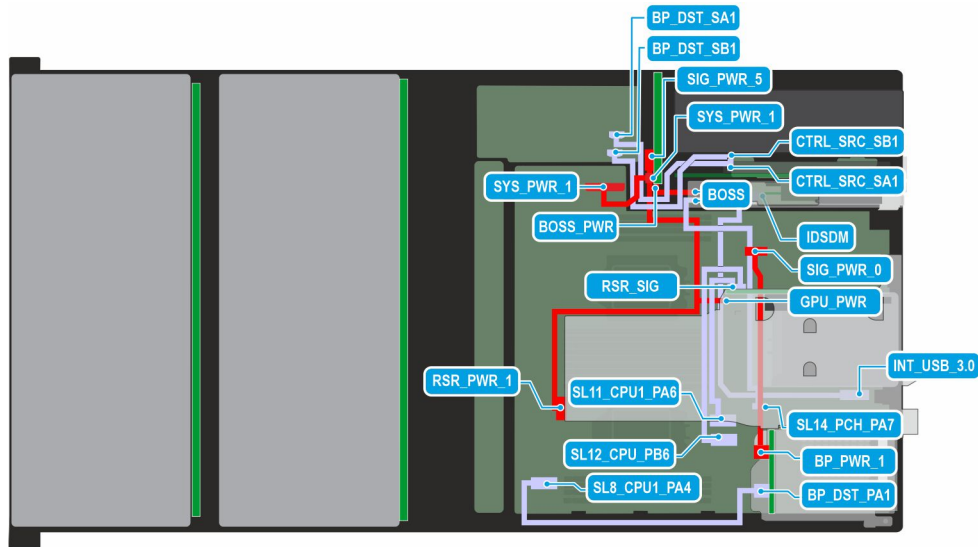 BP_DST_SA1
BP_DST_SB1
SIG_PWR_5
SYS_PWR_1
CTRL_SRC_SB1
CTRL_SRC_SA1
SYS_PWR_1
BOSS
BOSS_PWR
IDSDM
SIG_PWR_0
RSR_SIG
GPU_PWR
INT_USB_3.0
RSR_PWR_1
SL11_CPU1_PA6
SL14_PCH_PA7
SL12_CPU_PB6
BP_PWR_1
SL8_CPU1_PA4
BP_DST_PA1